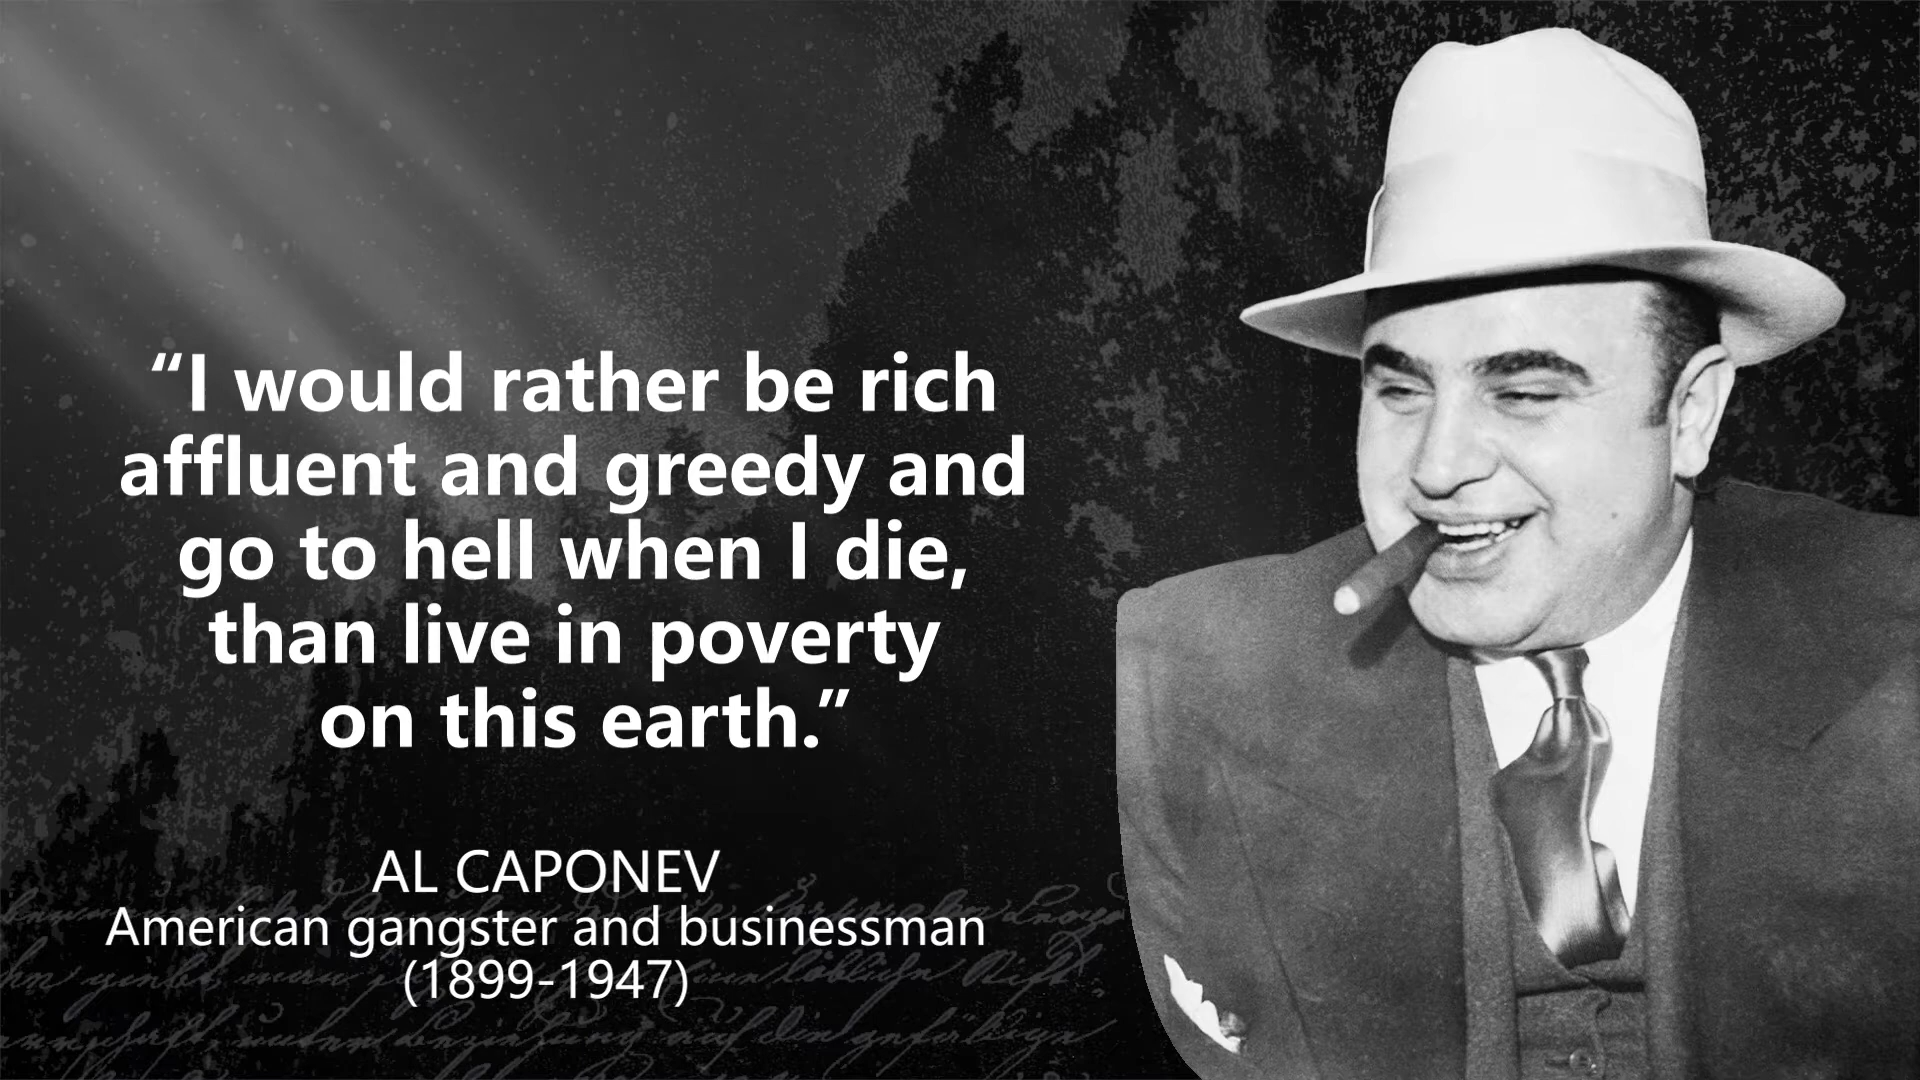 “I would rather be rich
affluent and greedy and
go to hell when I die,
than live in poverty
on this earth.”
AL CAPONEV
American gangster and businessman
(1899-1947)